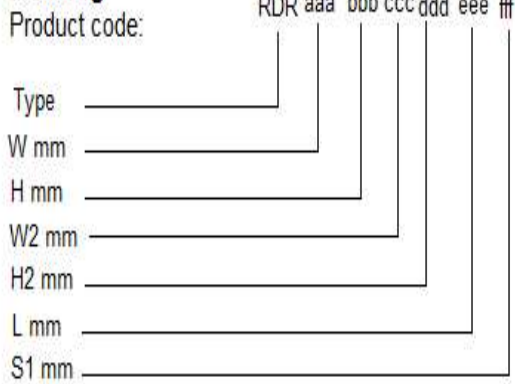 RDR aaa bbb ccc ddd eee fff
Product code:
Type
W mm
H mm
W2 mm
H2 mm
L mm
S1 mm